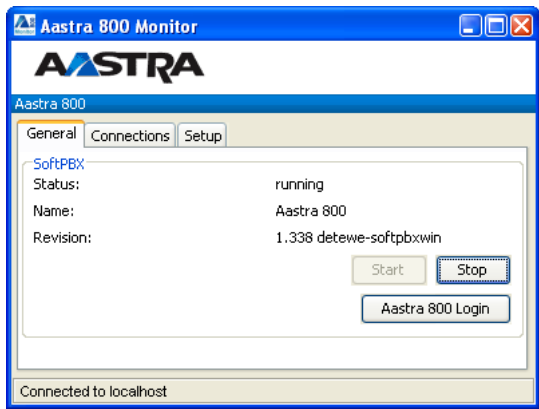 Aastra 800 Monitor
AASTRA
Aastra 800
General Connections Setup
SoftPBX
Status: running
Name: Aastra 800
Revision: 1.338 detewe-softpbxwin
Start Stop
Aastra 800 Login
Connected to localhost